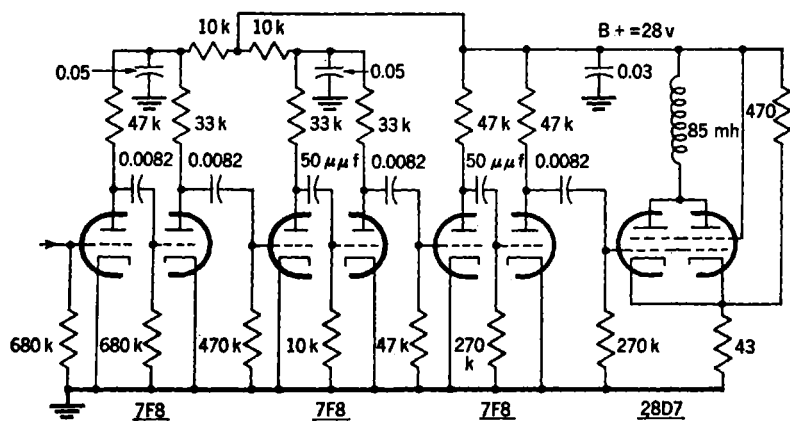 10 k 10 k
B + = 28 v
0.05
0.05
0.03
470
47 k
33 k
33 k
33 k
47 k
47 k
85 mh
0.0082
0.0082
50 μμf
0.0082
50 μμf
0.0082
680 k
680 k
470 k
10 k
47 k
270 k
270 k
43
7F8
7F8
7F8
28D7